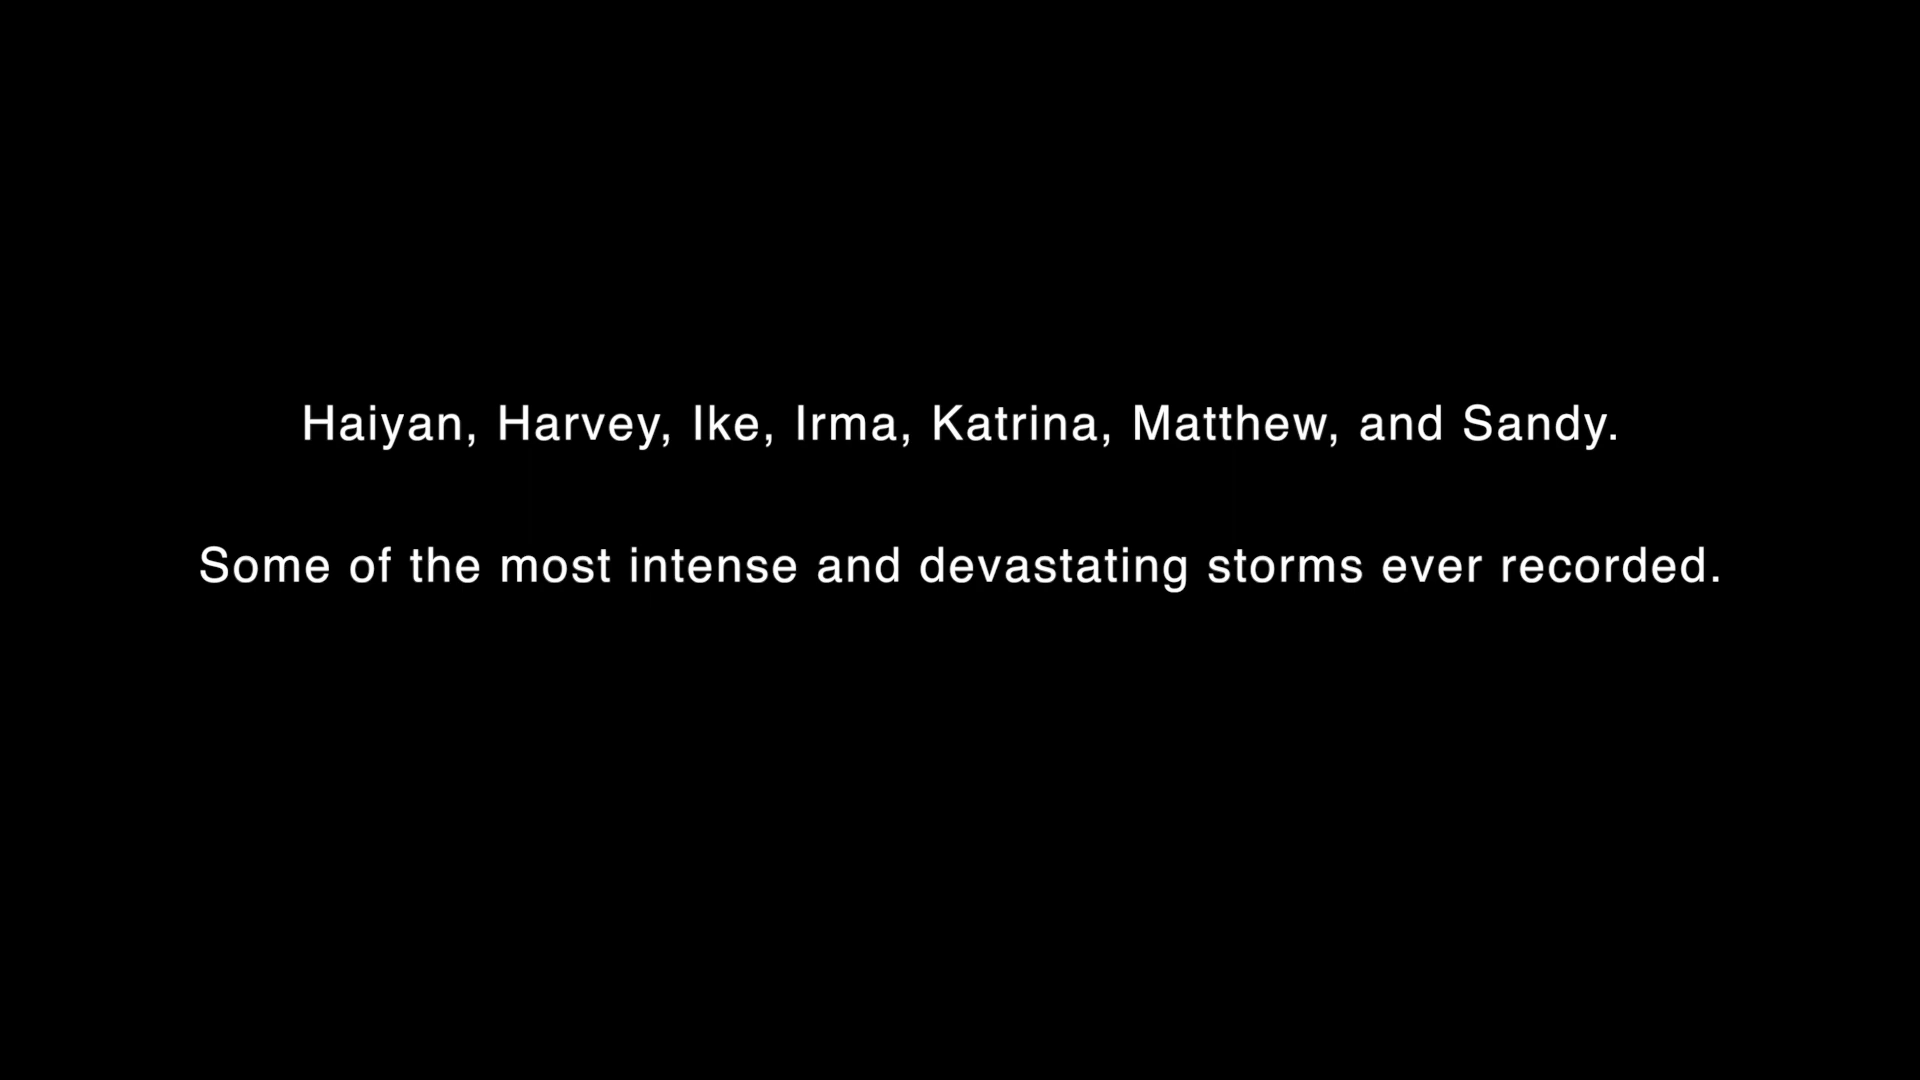 Haiyan, Harvey, Ike, Irma, Katrina, Matthew, and Sandy.
Some of the most intense and devastating storms ever recorded.